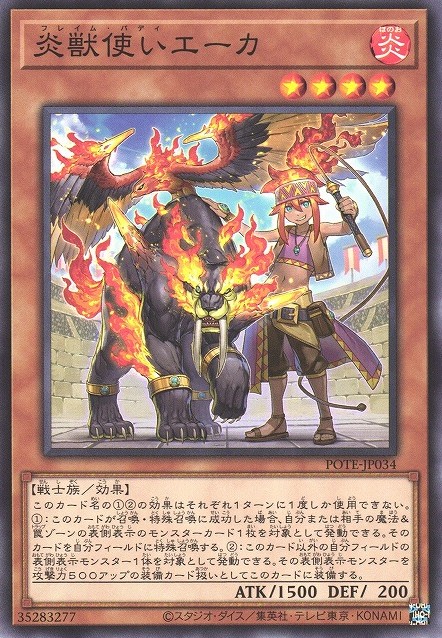 フレイム・バディ
炎獣使いエーカ
ほのお
炎
POTE-JP034
【戦士族／効果】
このカード名の①②の効果はそれぞれ1ターンに1度しか使用できない。
①：このカードが召喚・特殊召喚に成功した場合、自分または相手の魔法&
罠ゾーンの表側表示のモンスターカード1枚を対象として発動できる。その
カードを自分フィールドに特殊召喚する。②：このカード以外の自分フィールド
の表側表示モンスター1体を対象として発動できる。その表側表示モンスターを
攻撃力500アップの装備カード扱いとしてこのカードに装備する。
ATK/1500 DEF/ 200
35283277
©スタジオ・ダイス／集英社・テレビ東京・KONAMI